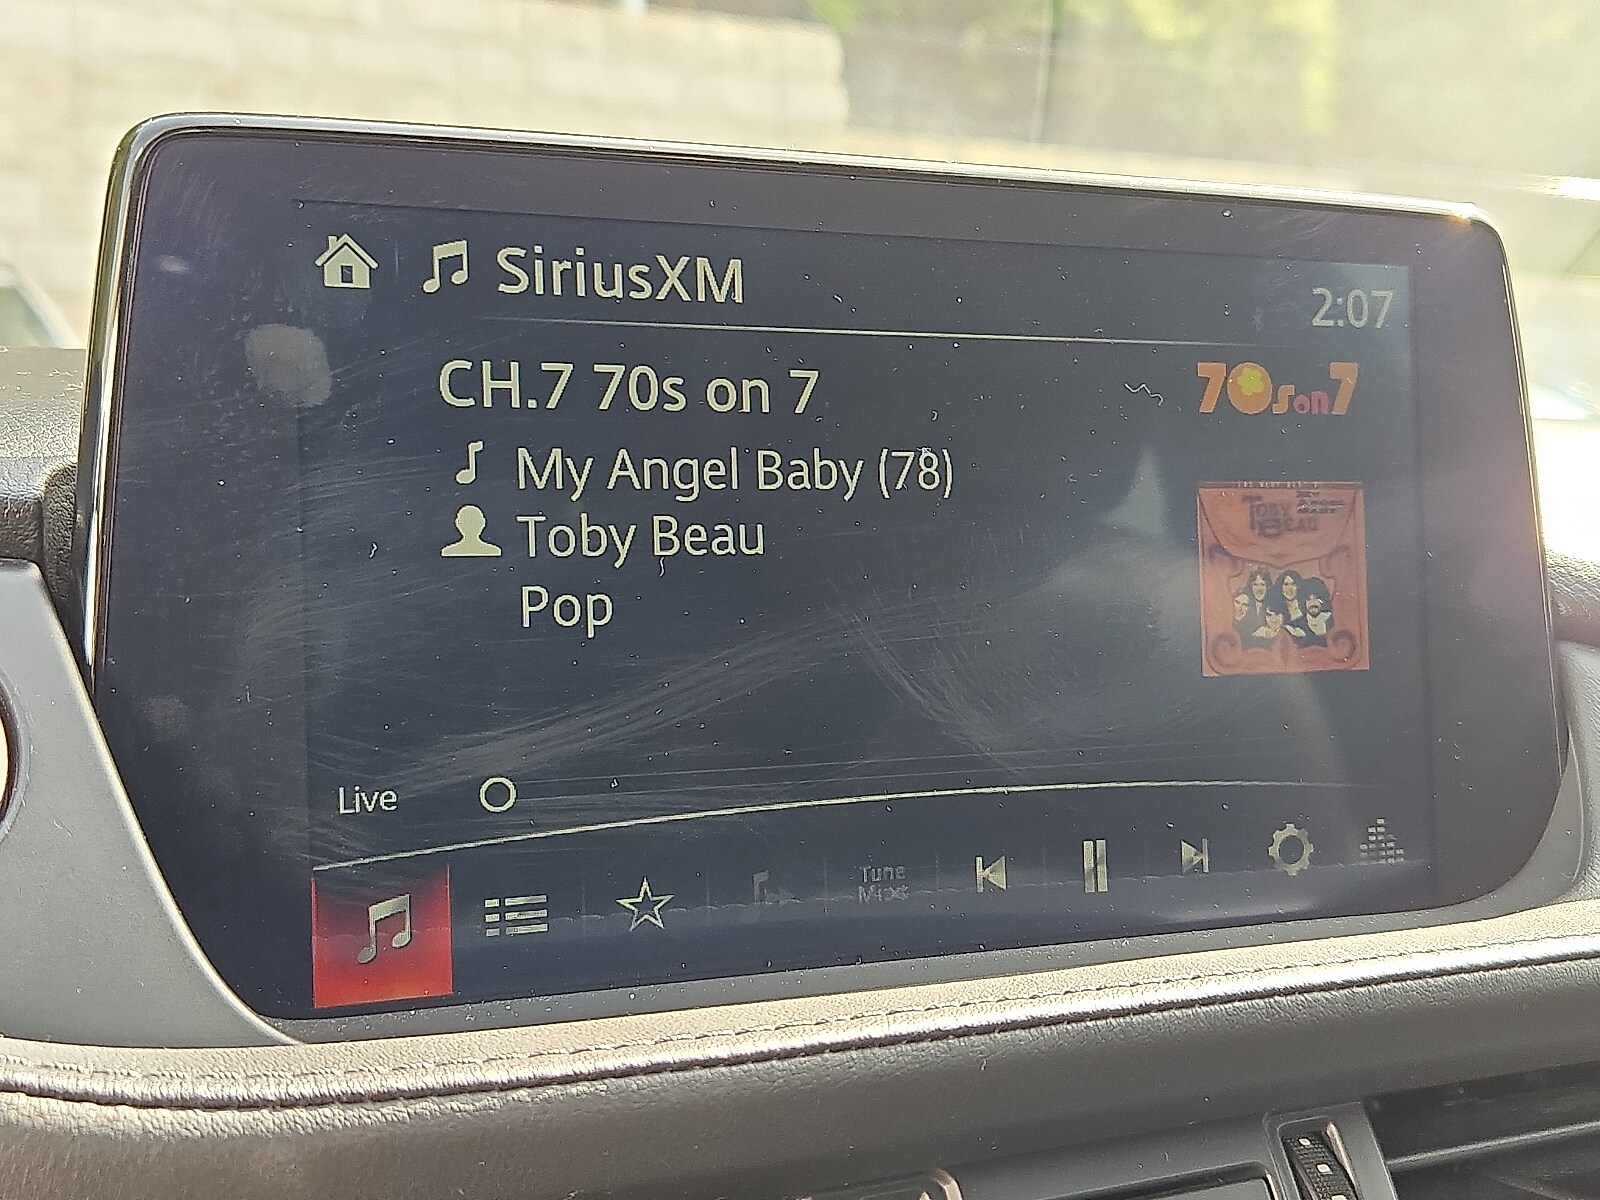 SiriusXM
2:07
CH.7 70s on 7
70s on 7
My Angel Baby (78)
Toby Beau
Pop
TOBY
BEAU
Live
Tune
Mix